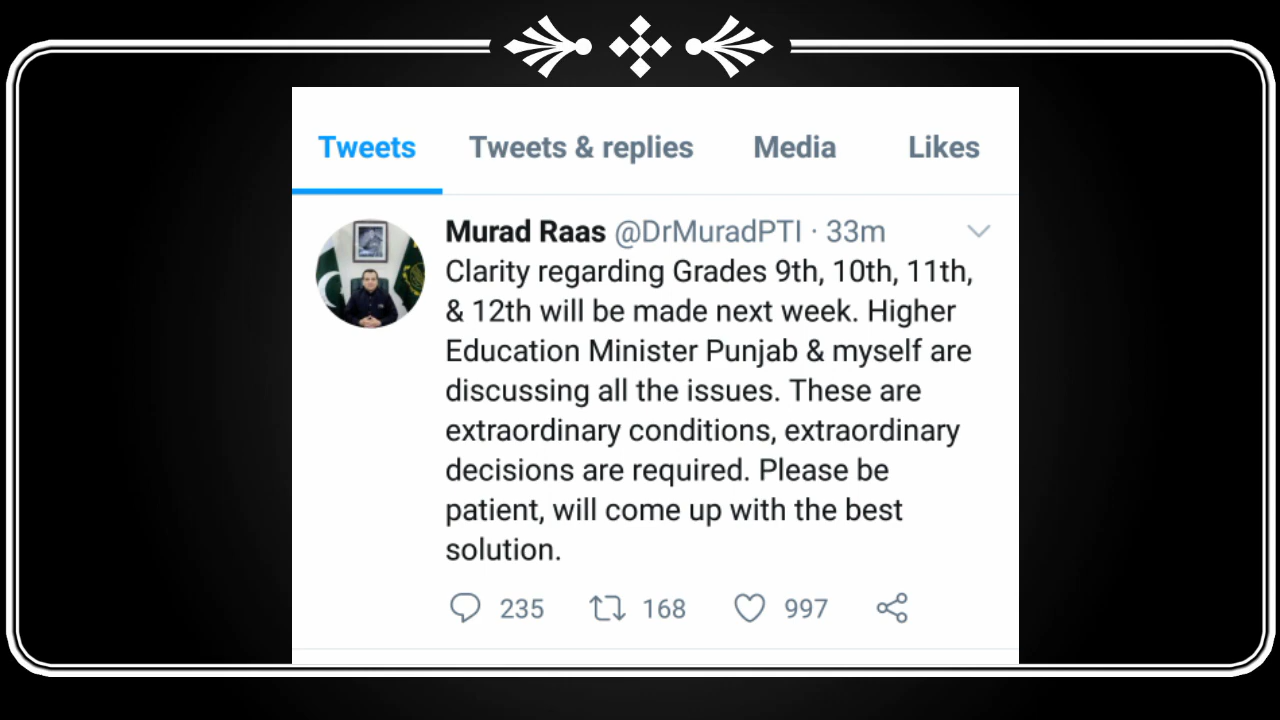 Tweets Tweets & replies Media Likes
Murad Raas @DrMuradPTI · 33m
Clarity regarding Grades 9th, 10th, 11th,
& 12th will be made next week. Higher
Education Minister Punjab & myself are
discussing all the issues. These are
extraordinary conditions, extraordinary
decisions are required. Please be
patient, will come up with the best
solution.
235 168 997